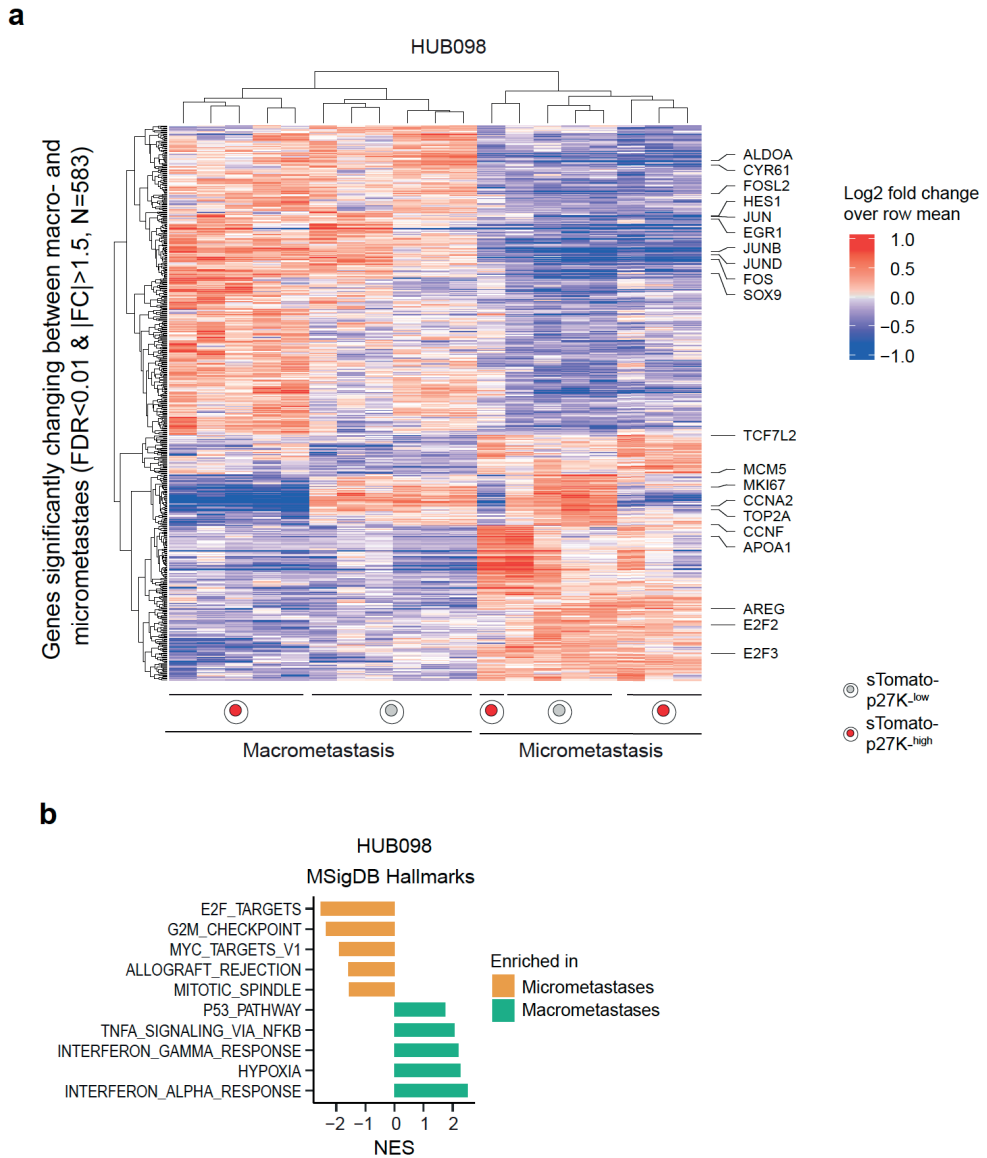 a
HUB098
Genes significantly changing between macro- and
micrometastaes (FDR<0.01 & |FC|>1.5, N=583)
ALDOA
CYR61
FOSL2
HES1
JUN
EGR1
JUNB
JUND
FOS
SOX9
TCF7L2
MCM5
MKI67
CCNA2
TOP2A
CCNF
APOA1
AREG
E2F2
E2F3
Log2 fold change
over row mean
1.0
0.5
0.0
−0.5
−1.0
sTomato-
p27K-low
sTomato-
p27K-high
Macrometastasis
Micrometastasis
b
HUB098
MSigDB Hallmarks
E2F_TARGETS
G2M_CHECKPOINT
MYC_TARGETS_V1
ALLOGRAFT_REJECTION
MITOTIC_SPINDLE
P53_PATHWAY
TNFA_SIGNALING_VIA_NFKB
INTERFERON_GAMMA_RESPONSE
HYPOXIA
INTERFERON_ALPHA_RESPONSE
−2 −1 0 1 2
NES
Enriched in
Micrometastases
Macrometastases